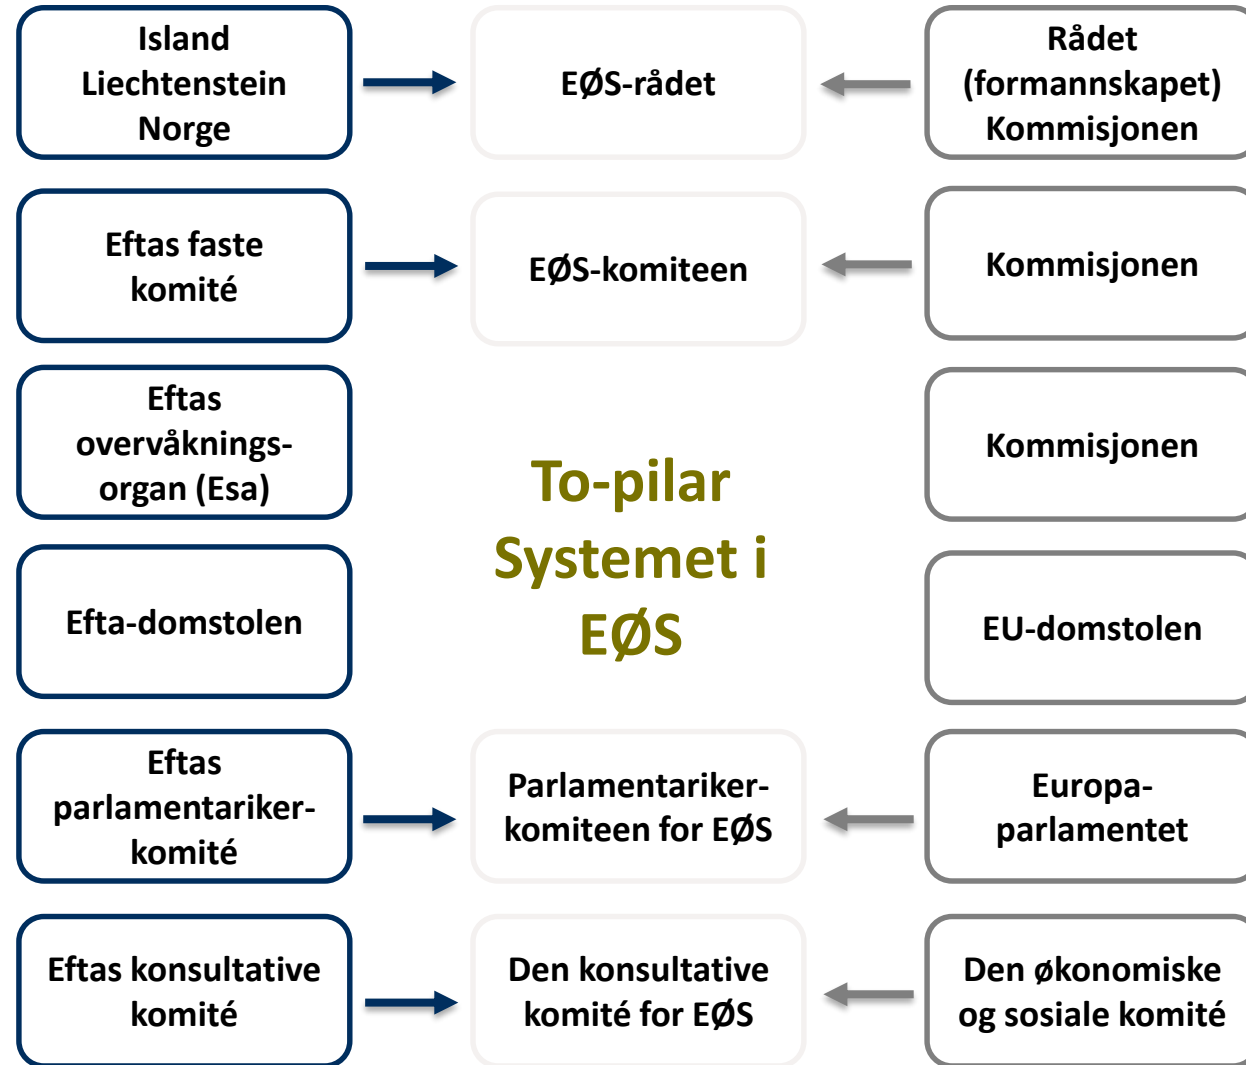 Island
Liechtenstein
Norge
EØS-rådet
Rådet
(formannskapet)
Kommisjonen
Eftas faste
komité
EØS-komiteen
Kommisjonen
Eftas
overvåknings-
organ (Esa)
Kommisjonen
To-pilar
Systemet i
EØS
Efta-domstolen
EU-domstolen
Eftas
parlamentariker-
komité
Parlamentariker-
komiteen for EØS
Europa-
parlamentet
Eftas konsultative
komité
Den konsultative
komité for EØS
Den økonomiske
og sosiale komité